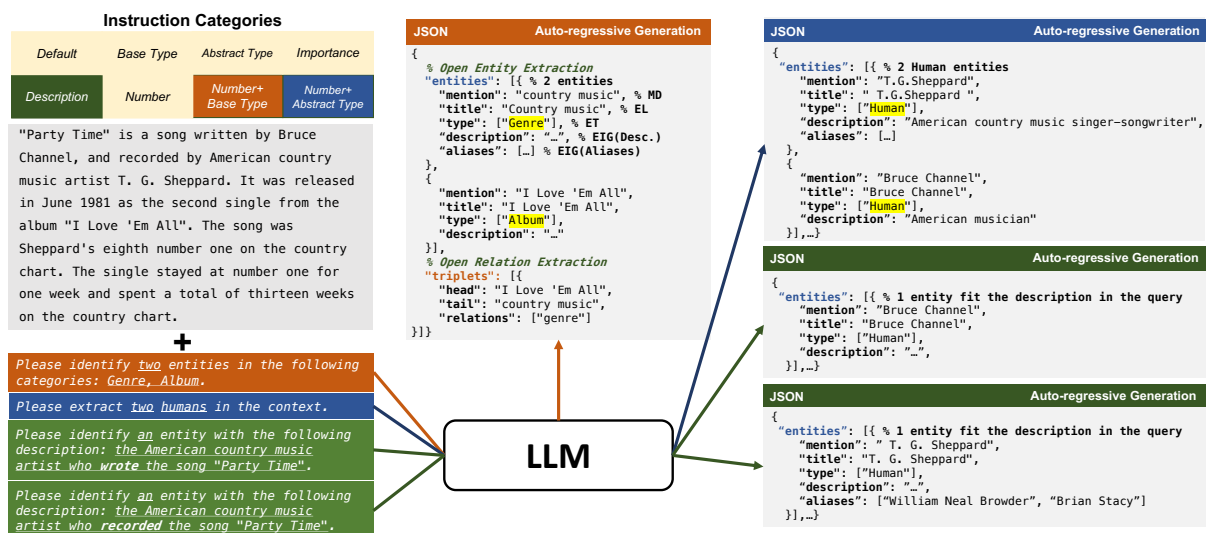 Instruction Categories
Default Base Type Abstract Type Importance
Description Number Number+ Base Type Number+ Abstract Type
"Party Time" is a song written by Bruce
Channel, and recorded by American country
music artist T. G. Sheppard. It was released
in June 1981 as the second single from the
album "I Love 'Em All". The song was
Sheppard's eighth number one on the country
chart. The single stayed at number one for
one week and spent a total of thirteen weeks
on the country chart.
+
Please identify two entities in the following
categories: Genre, Album.
Please extract two humans in the context.
Please identify an entity with the following
description: the American country music
artist who wrote the song "Party Time".
Please identify an entity with the following
description: the American country music
artist who recorded the song "Party Time".
LLM
JSON Auto-regressive Generation
{
% Open Entity Extraction
"entities": [{ % 2 entities
"mention": "country music", % MD
"title": "Country music", % EL
"type": ["Genre"], % ET
"description": "…", % EIG(Desc.)
"aliases": […] % EIG(Aliases)
},
{
"mention": "I Love 'Em All",
"title": "I Love 'Em All",
"type": ["Album"],
"description": "…"
}],
% Open Relation Extraction
"triplets": [{
"head": "I Love 'Em All",
"tail": "country music",
"relations": ["genre"]
}]}
JSON Auto-regressive Generation
{
"entities": [{ % 2 Human entities
"mention": "T.G.Sheppard",
"title": " T.G.Sheppard ",
"type": ["Human"],
"description": "American country music singer-songwriter",
"aliases": […]
},
{
"mention": "Bruce Channel",
"title": "Bruce Channel",
"type": ["Human"],
"description": "American musician"
}],…}
JSON Auto-regressive Generation
{
"entities": [{ % 1 entity fit the description in the query
"mention": "Bruce Channel",
"title": "Bruce Channel",
"type": ["Human"],
"description": "…",
}],…}
JSON Auto-regressive Generation
{
"entities": [{ % 1 entity fit the description in the query
"mention": " T. G. Sheppard",
"title": "T. G. Sheppard",
"type": ["Human"],
"description": "…",
"aliases": ["William Neal Browder", "Brian Stacy"]
}],…}